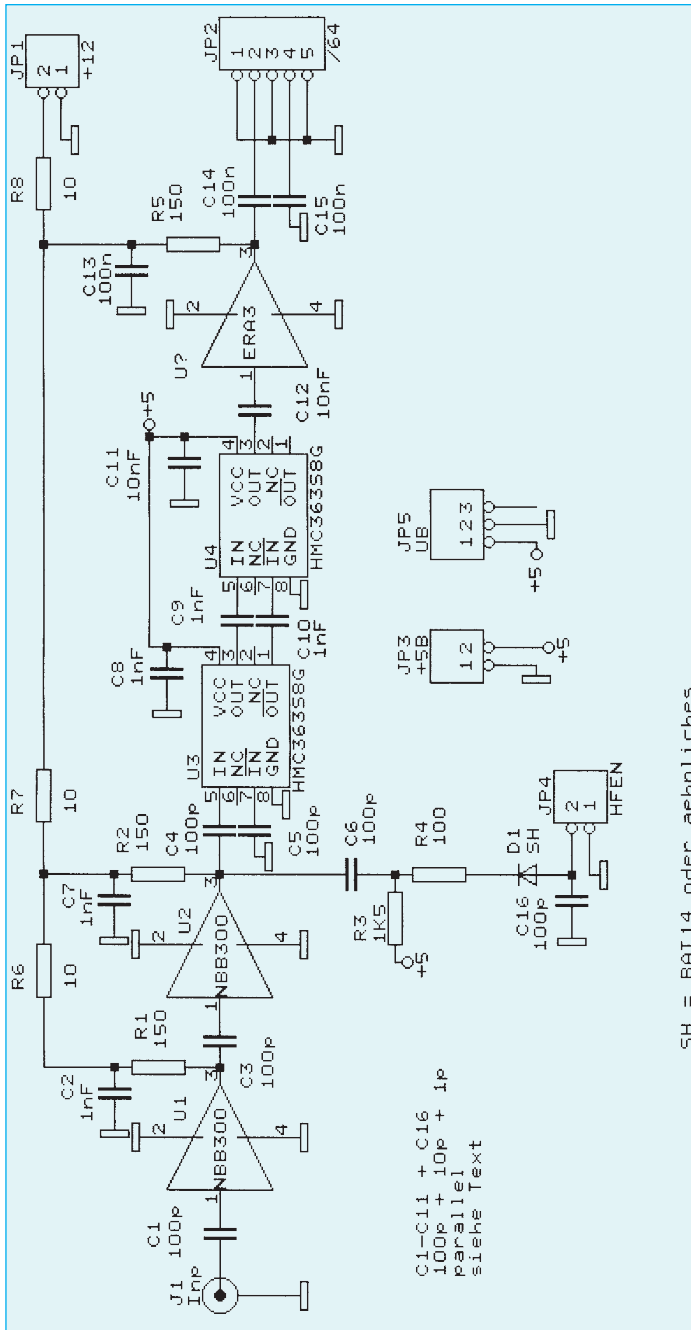 J1
Inp
C1
100p
1
NBB300
U1
2
3
4
C2
1nF
R1
150
C3
100p
R6
10
1
NBB300
U2
2
3
4
C7
1nF
R2
150
R7
10
C4
100p
C5
100p
U3
5 IN
6 NC
7 IN
8 GND
VCC 4
OUT 3
NC 2
OUT 1
HMC363S8G
C8
1nF
C9
1nF
C10
1nF
U4
5 IN
6 NC
7 IN
8 GND
VCC 4
OUT 3
NC 2
OUT 1
HMC363S8G
C11
10nF
+5
C12
10nF
U?
1
ERA3
2
3
4
C13
100n
R5
150
R8
10
JP1
2
1
+12
C14
100n
C15
100n
JP2
1
2
3
4
5
/64
C6
100p
R3
1K5
+5
R4
100
D1
SH
C16
100p
JP4
2
1
HFEN
JP3
+5B
12
+5
JP5
UB
123
+5
C1-C11 + C16
100p + 10p + 1p
parallel
siehe Text
SH = BAT14 oder aehnliches